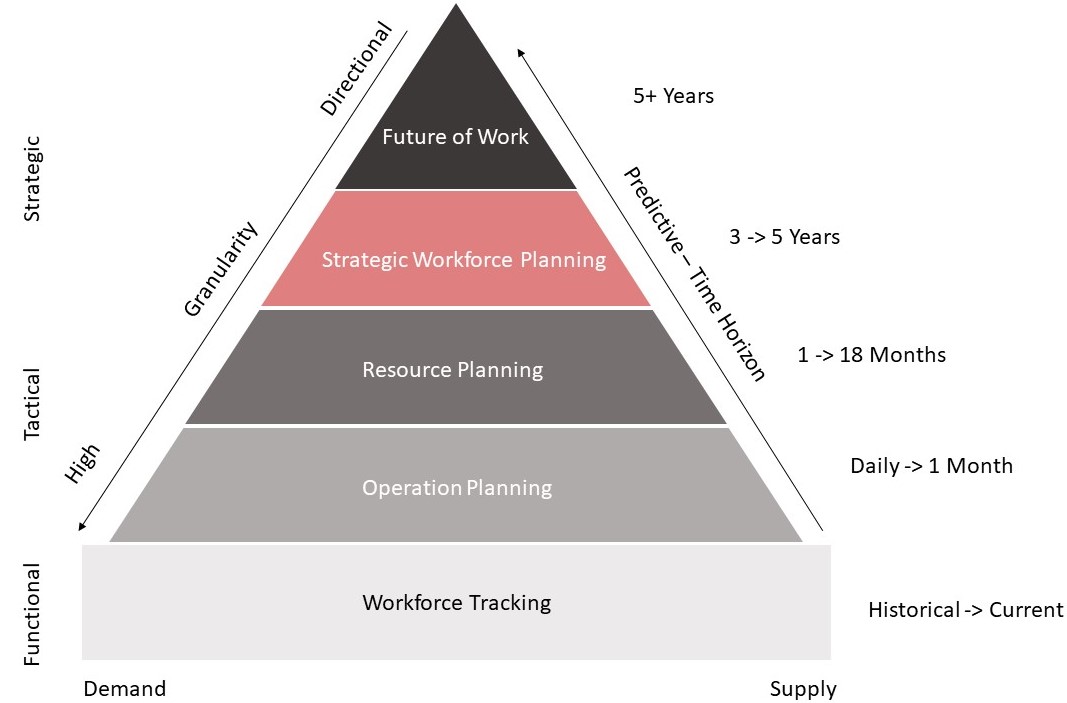 Directional
5+ Years
Future of Work
Strategic
Predictive – Time Horizon
3 -> 5 Years
Granularity
Strategic Workforce Planning
1 -> 18 Months
Resource Planning
Tactical
High
Daily -> 1 Month
Operation Planning
Functional
Workforce Tracking
Historical -> Current
Demand
Supply